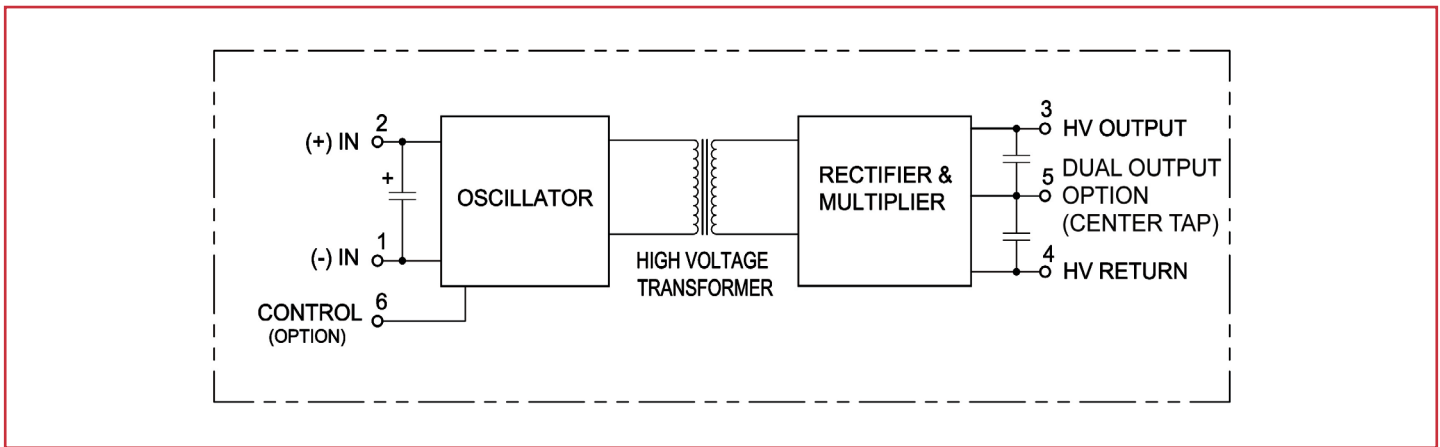 2
(+) IN
+
1
(-) IN
6
CONTROL
(OPTION)
OSCILLATOR
HIGH VOLTAGE
TRANSFORMER
RECTIFIER &
MULTIPLIER
3
HV OUTPUT
5
DUAL OUTPUT
OPTION
(CENTER TAP)
4
HV RETURN